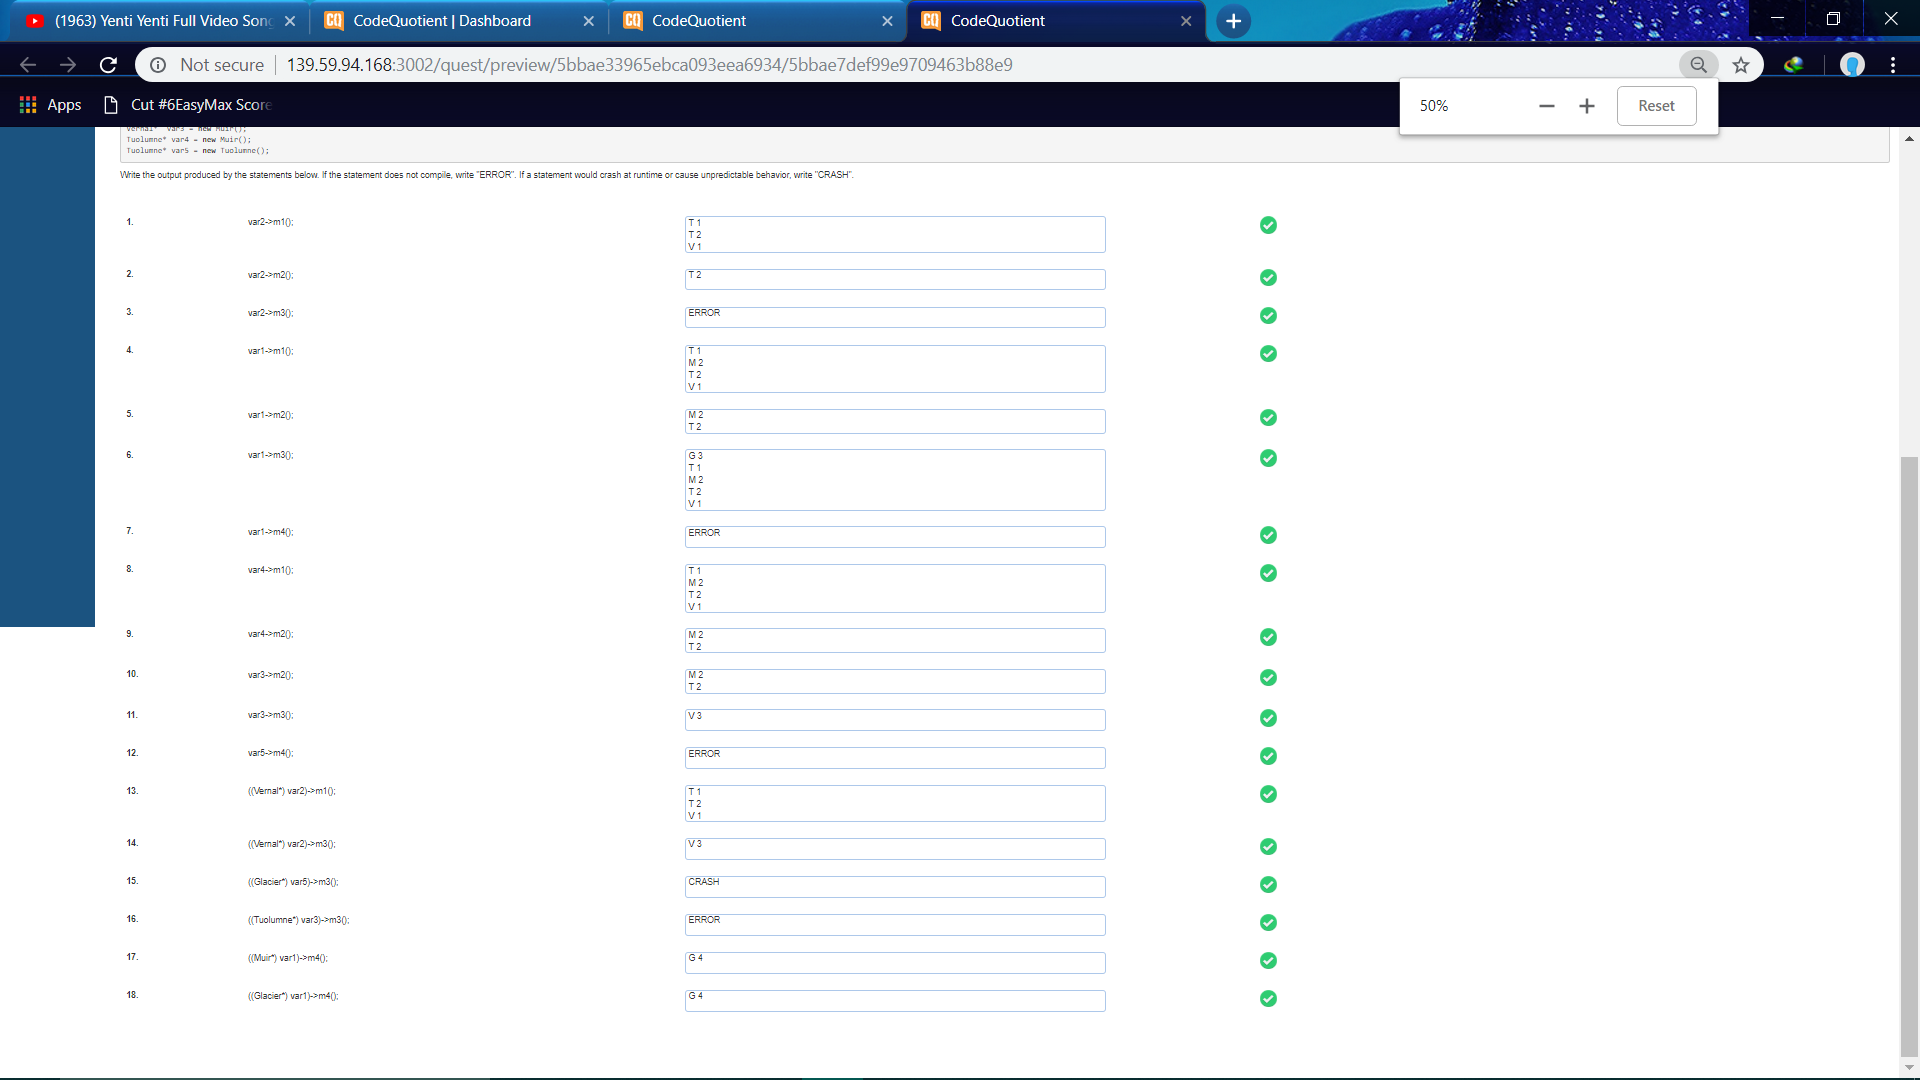 (1963) Yenti Yenti Full Video Song
CodeQuotient | Dashboard
CodeQuotient
CodeQuotient
Not secure
139.59.94.168:3002/quest/preview/5bbae33965ebca093eea6934/5bbae7def99e9709463b88e9
Apps
Cut #6EasyMax Score
50%
Reset
Vernal* var3 = new Muir();
Tuolumne* var4 = new Muir();
Tuolumne* var5 = new Tuolumne();
Write the output produced by the statements below. If the statement does not compile, write "ERROR". If a statement would crash at runtime or cause unpredictable behavior, write "CRASH".
1. var2->m1();
T 1
T 2
V 1
2. var2->m2();
T 2
3. var2->m3();
ERROR
4. var1->m1();
T 1
M 2
T 2
V 1
5. var1->m2();
M 2
T 2
6. var1->m3();
G 3
T 1
M 2
T 2
V 1
7. var1->m4();
ERROR
8. var4->m1();
T 1
M 2
T 2
V 1
9. var4->m2();
M 2
T 2
10. var3->m2();
M 2
T 2
11. var3->m3();
V 3
12. var5->m4();
ERROR
13. ((Vernal*) var2)->m1();
T 1
T 2
V 1
14. ((Vernal*) var2)->m3();
V 3
15. ((Glacier*) var5)->m3();
CRASH
16. ((Tuolumne*) var3)->m3();
ERROR
17. ((Muir*) var1)->m4();
G 4
18. ((Glacier*) var1)->m4();
G 4